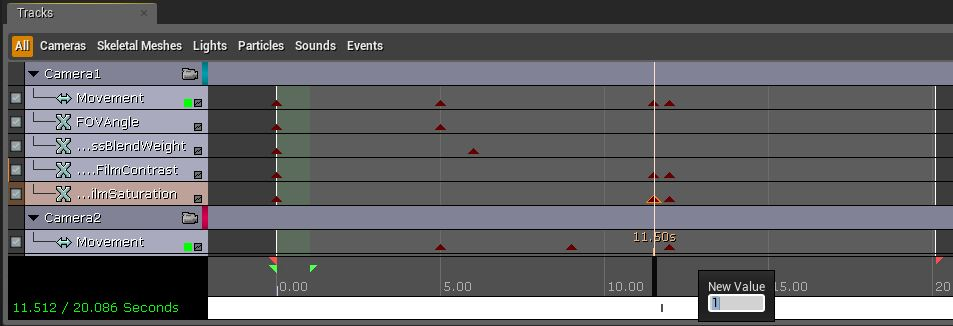 Tracks
All Cameras Skeletal Meshes Lights Particles Sounds Events
Camera1
Movement
FOVAngle
...ssBlendWeight
....FilmContrast
...ilmSaturation
Camera2
11.50s
Movement
0.00 5.00 10.00 15.00 20
New Value
1
11.512 / 20.086 Seconds